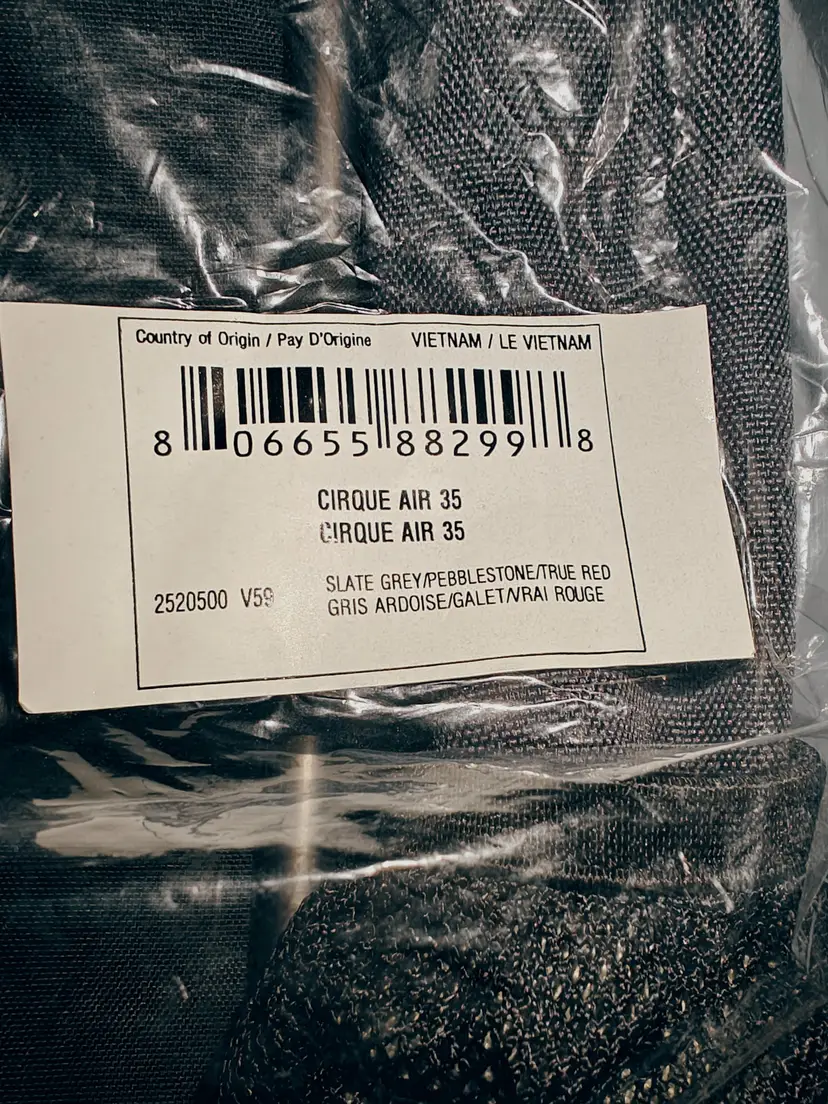 Country of Origin / Pay D'Origine VIETNAM / LE VIETNAM
8 06655 88299 8
CIRQUE AIR 35
CIRQUE AIR 35
2520500 V59 SLATE GREY/PEBBLESTONE/TRUE RED
GRIS ARDOISE/GALET/VRAI ROUGE